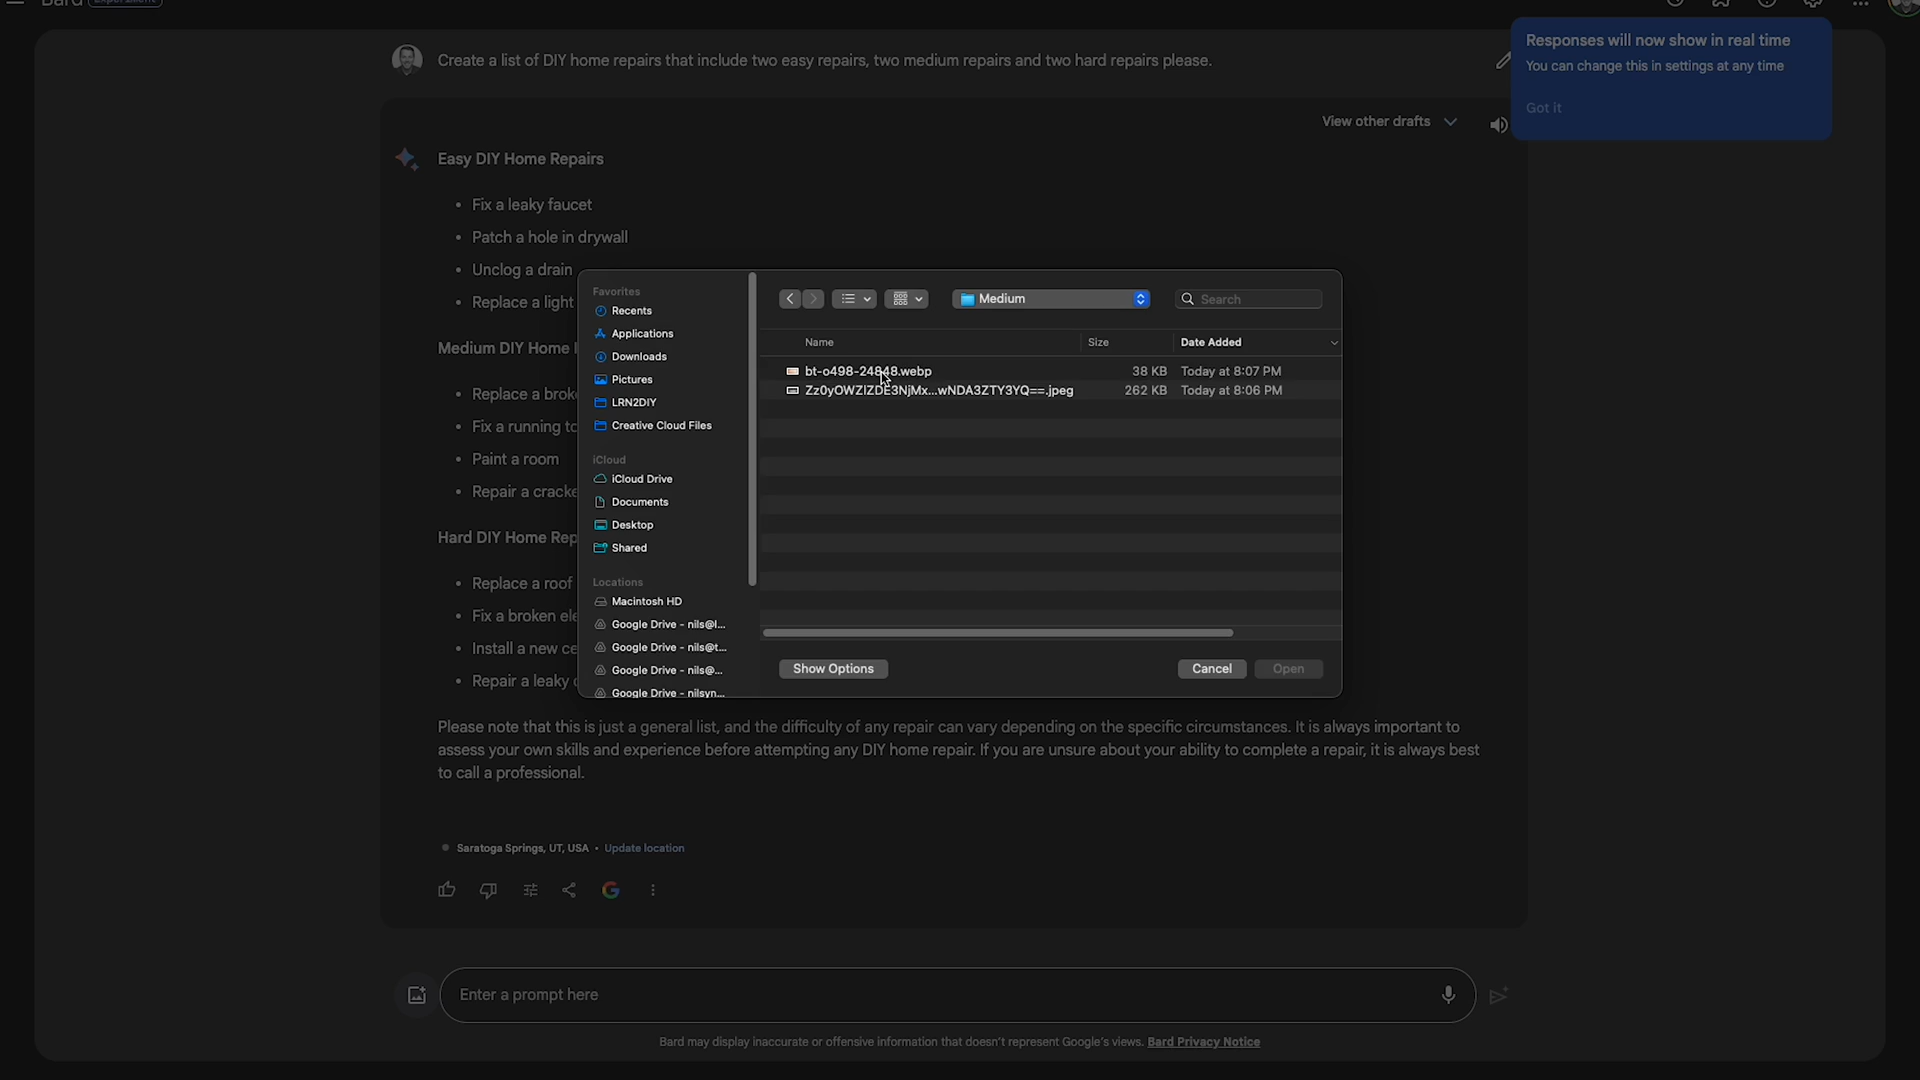 Bard Experiment
Create a list of DIY home repairs that include two easy repairs, two medium repairs and two hard repairs please.
Responses will now show in real time
You can change this in settings at any time
Got it
View other drafts
Easy DIY Home Repairs
• Fix a leaky faucet
• Patch a hole in drywall
• Unclog a drain
• Replace a light
Medium DIY Home
• Replace a
• Fix a running
• Paint a room
• Repair a
Hard DIY Home
• Replace a roof
• Fix a broken
• Install a new
• Repair a leaky
Favorites
Recents
Applications
Downloads
Pictures
LRN2DIY
Creative Cloud Files
iCloud
iCloud Drive
Documents
Desktop
Shared
Locations
Macintosh HD
Google Drive - nils@l...
Google Drive - nils@t...
Google Drive - nils@...
Google Drive - nilsyn...
Medium
Search
Name Size Date Added
bt-o498-24848.webp 38 KB Today at 8:07 PM
Zz0yOWZlZDE3NjMx...wNDA3ZTY3YQ==.jpeg 262 KB Today at 8:06 PM
Show Options
Cancel
Open
Please note that this is just a general list, and the difficulty of any repair can vary depending on the specific circumstances. It is always important to
assess your own skills and experience before attempting any DIY home repair. If you are unsure about your ability to complete a repair, it is always best
to call a professional.
Saratoga Springs, UT, USA • Update location
Enter a prompt here
Bard may display inaccurate or offensive information that doesn't represent Google's views. Bard Privacy Notice